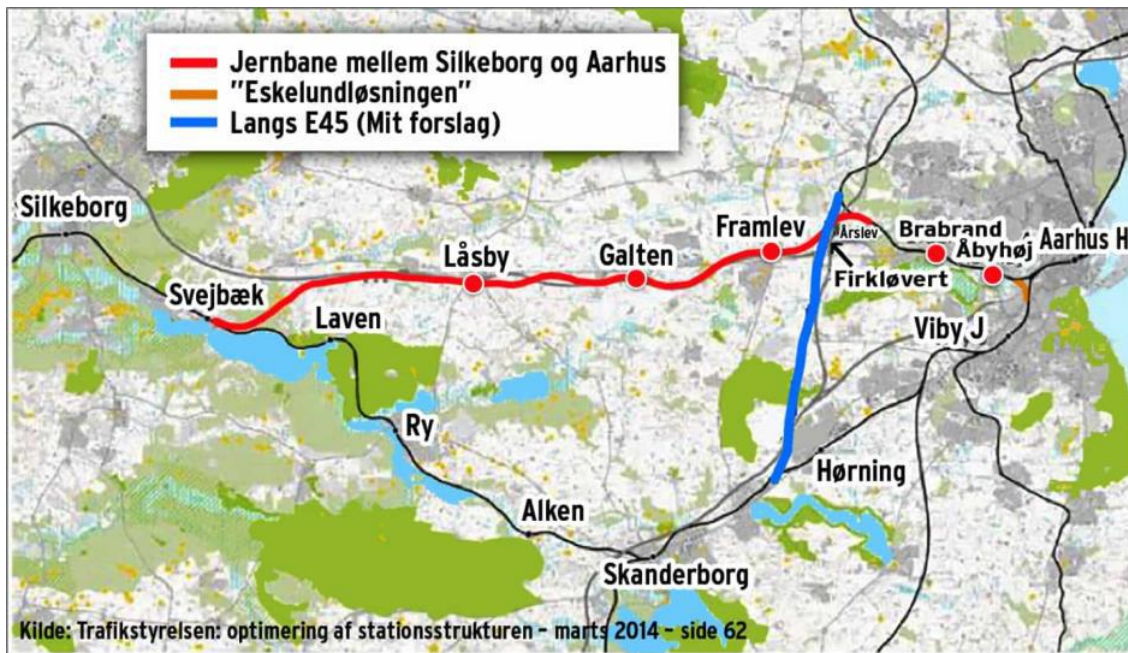 Jernbane mellem Silkeborg og Aarhus
"Eskelundløsningen"
Langs E45 (Mit forslag)
Silkeborg
Svejbæk
Laven
Låsby
Galten
Framlev
Årslev
Brabrand
Åbyhøj
Aarhus H
Firkløvert
Viby J
Ry
Hørning
Alken
Skanderborg
Kilde: Trafikstyrelsen: optimering af stationsstrukturen - marts 2014 - side 62